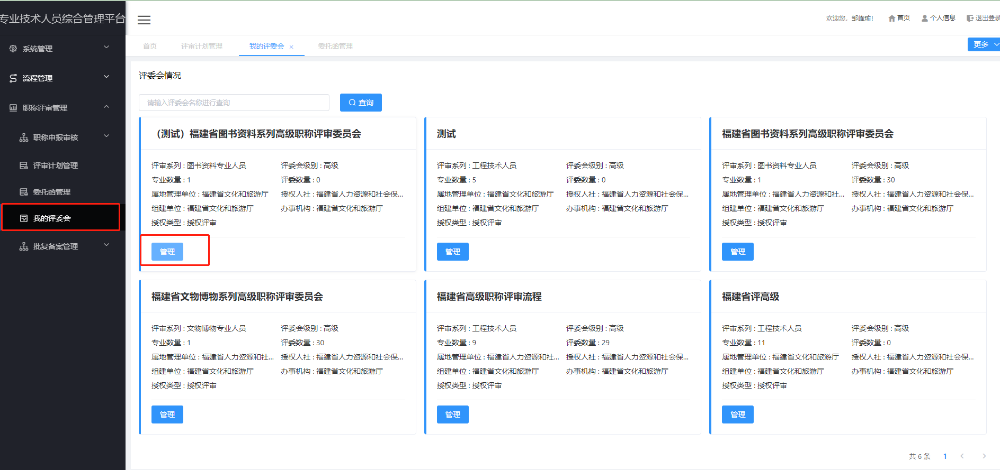 专业技术人员综合管理平台
欢迎您，邹峰瑜！ 首页 个人信息 退出登录
系统管理
流程管理
职称评审管理
职称申报审核
评审计划管理
委托函管理
我的评委会
批复备案管理
首页 评审计划管理 我的评委会 × 委托函管理 更多
评委会情况
请输入评委会名称进行查询 查询
（测试）福建省图书资料系列高级职称评审委员会
评审系列 : 图书资料专业人员 评委会级别 : 高级
专业数量 : 1 评委数量 : 0
属地管理单位 : 福建省文化和旅游厅 授权人社 : 福建省人力资源和社会保...
组建单位 : 福建省文化和旅游厅 办事机构 : 福建省文化和旅游厅
授权类型 : 授权评审
管理
测试
评审系列 : 工程技术人员 评委会级别 : 高级
专业数量 : 5 评委数量 : 0
属地管理单位 : 福建省文化和旅游厅 授权人社 : 福建省人力资源和社会保...
组建单位 : 福建省文化和旅游厅 办事机构 : 福建省文化和旅游厅
授权类型 : 授权评审
管理
福建省图书资料系列高级职称评审委员会
评审系列 : 图书资料专业人员 评委会级别 : 高级
专业数量 : 1 评委数量 : 30
属地管理单位 : 福建省人力资源和社... 授权人社 : 福建省人力资源和社会保...
组建单位 : 福建省文化和旅游厅 办事机构 : 福建省文化和旅游厅
授权类型 : 授权评审
管理
福建省文物博物系列高级职称评审委员会
评审系列 : 文物博物专业人员 评委会级别 : 高级
专业数量 : 1 评委数量 : 30
属地管理单位 : 福建省人力资源和社... 授权人社 : 福建省人力资源和社会保...
组建单位 : 福建省文化和旅游厅 办事机构 : 福建省文化和旅游厅
授权类型 : 授权评审
管理
福建省高级职称评审流程
评审系列 : 工程技术人员 评委会级别 : 高级
专业数量 : 9 评委数量 : 29
属地管理单位 : 福建省人力资源和社... 授权人社 : 福建省人力资源和社会保...
组建单位 : 福建省文化和旅游厅 办事机构 : 福建省文化和旅游厅
授权类型 : 授权评审
管理
福建省评高级
评审系列 : 工程技术人员 评委会级别 : 高级
专业数量 : 11 评委数量 : 0
属地管理单位 : 福建省文化和旅游厅 授权人社 : 福建省人力资源和社会保...
组建单位 : 福建省文化和旅游厅 办事机构 : 福建省文化和旅游厅
授权类型 : 授权评审
管理
共 6 条 1